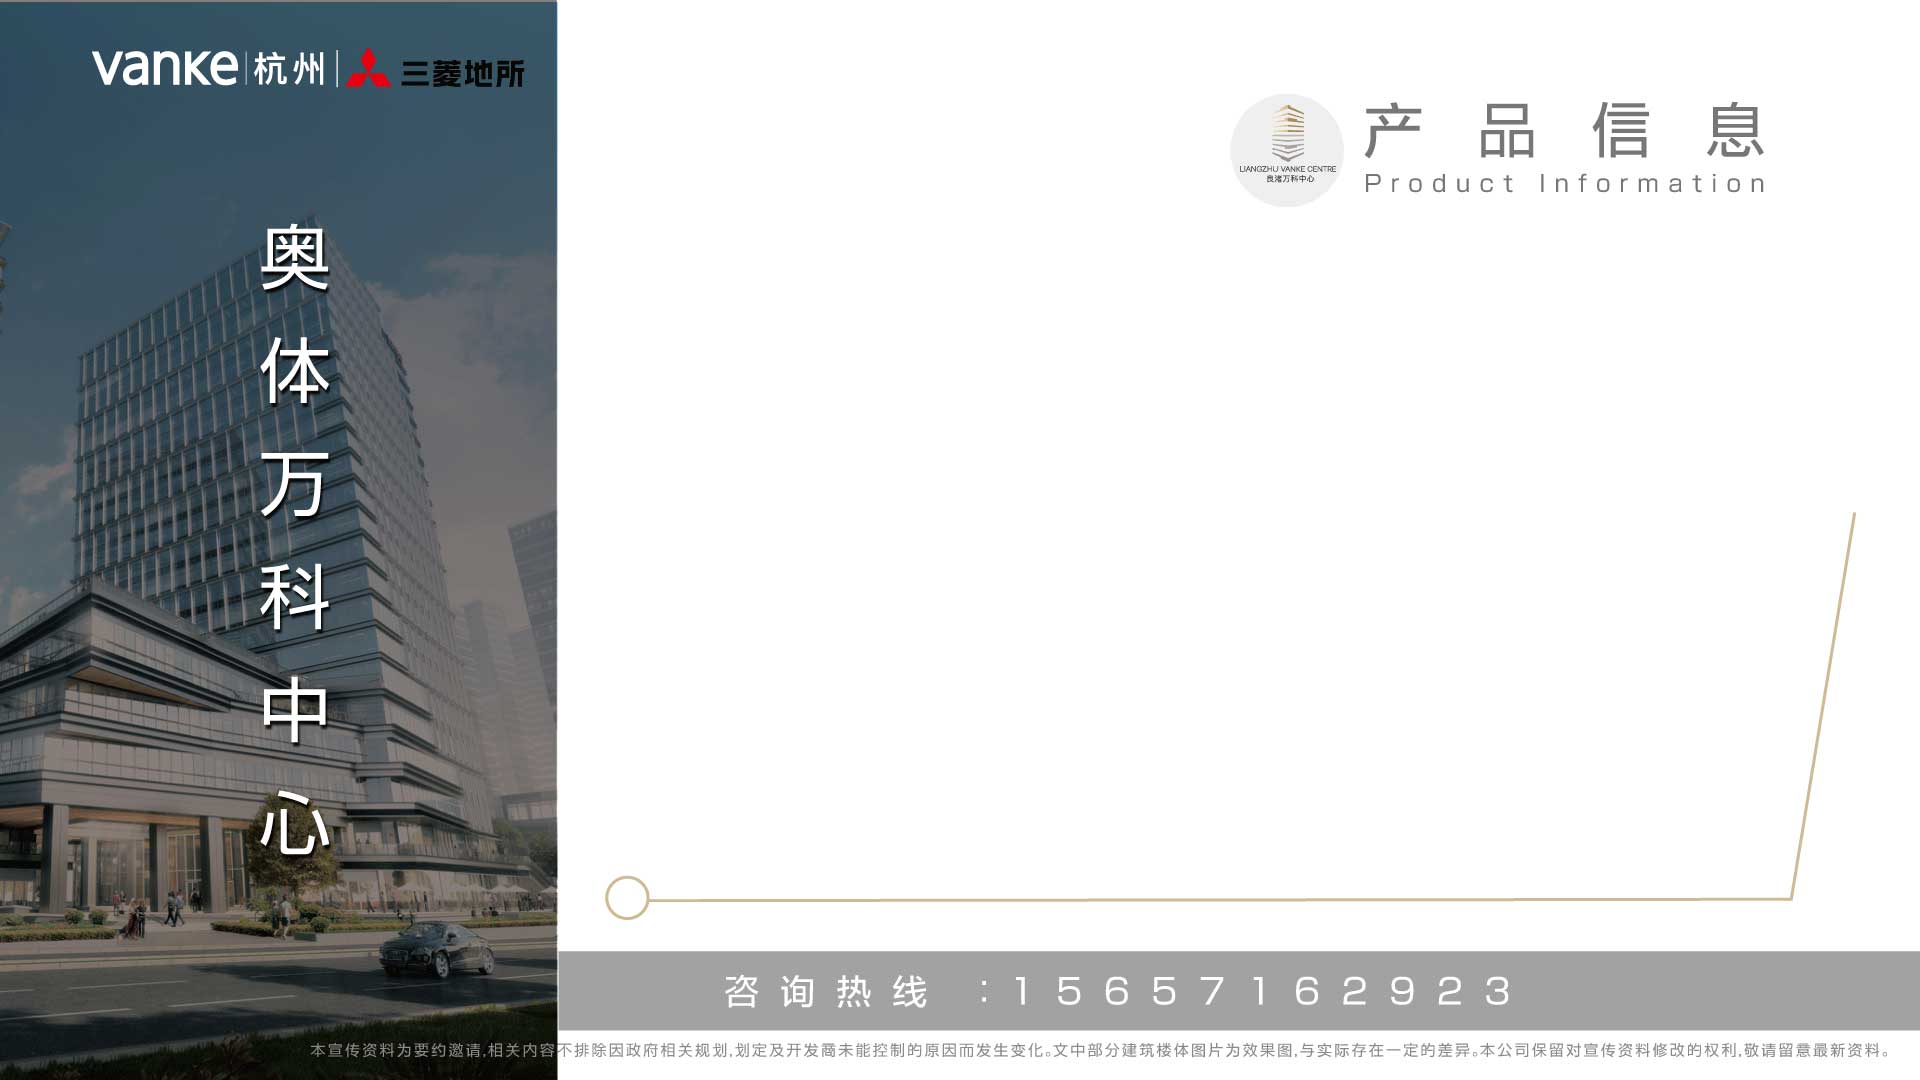 vanke 杭州 三菱地所
奥体万科中心
LIANGZHU VANKE CENTRE
良渚万科中心
产品信息
Product Information
咨询热线 :15657162923
本宣传资料为要约邀请,相关内容不排除因政府相关规划,划定及开发商未能控制的原因而发生变化。文中部分建筑楼体图片为效果图,与实际存在一定的差异。本公司保留对宣传资料修改的权利,敬请留意最新资料。